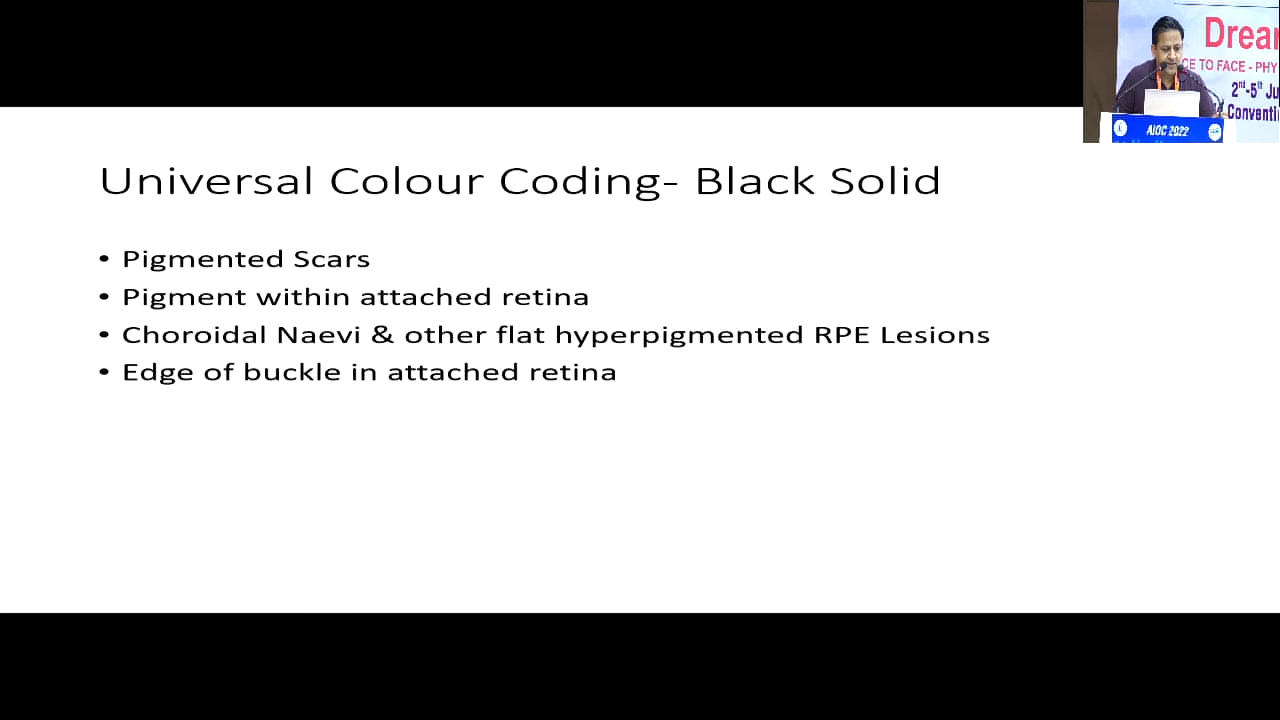 Drea
CE TO FACE - PHY
2nd-5th Ju
Conventi
AIOC 2022
Universal Colour Coding- Black Solid
• Pigmented Scars
• Pigment within attached retina
• Choroidal Naevi & other flat hyperpigmented RPE Lesions
• Edge of buckle in attached retina